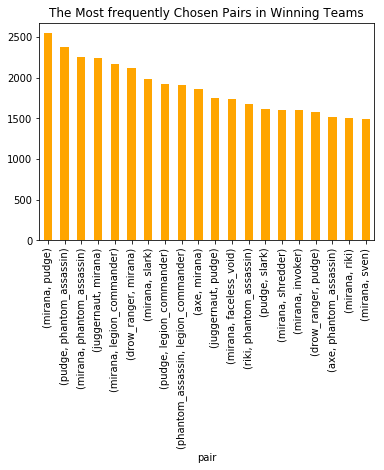 The Most frequently Chosen Pairs in Winning Teams
2500
2000
1500
1000
500
0
(mirana, pudge)
(pudge, phantom_assassin)
(mirana, phantom_assassin)
(juggernaut, mirana)
(mirana, legion_commander)
(drow_ranger, mirana)
(mirana, slark)
(pudge, legion_commander)
(phantom_assassin, legion_commander)
(axe, mirana)
(juggernaut, pudge)
(mirana, faceless_void)
(riki, phantom_assassin)
(pudge, slark)
(mirana, shredder)
(mirana, invoker)
(drow_ranger, pudge)
(axe, phantom_assassin)
(mirana, riki)
(mirana, sven)
pair